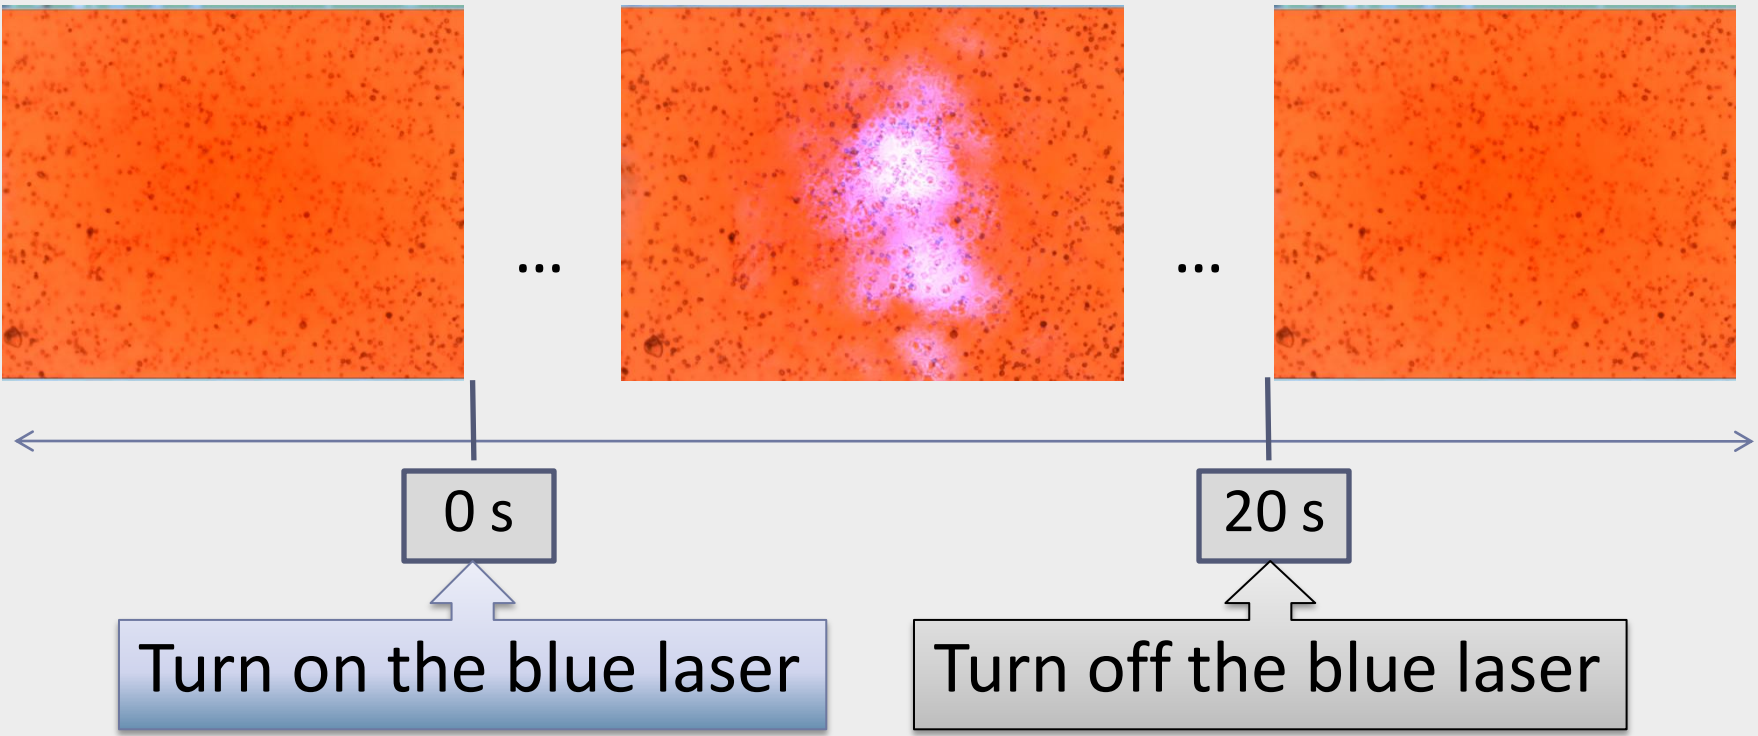 ...
...
0 s
20 s
Turn on the blue laser
Turn off the blue laser